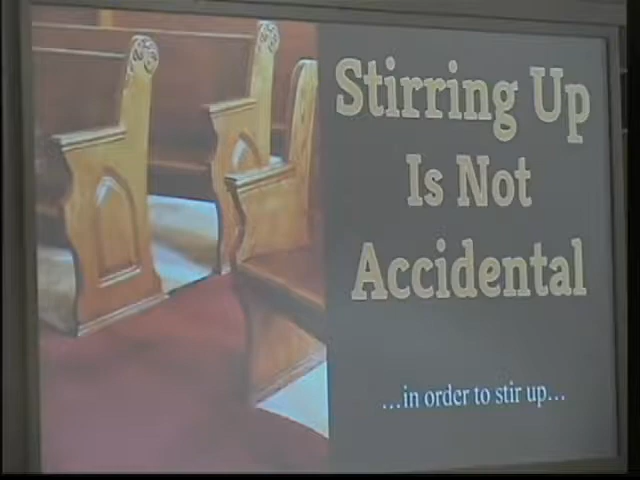 Stirring Up
Is Not
Accidental
...in order to stir up...